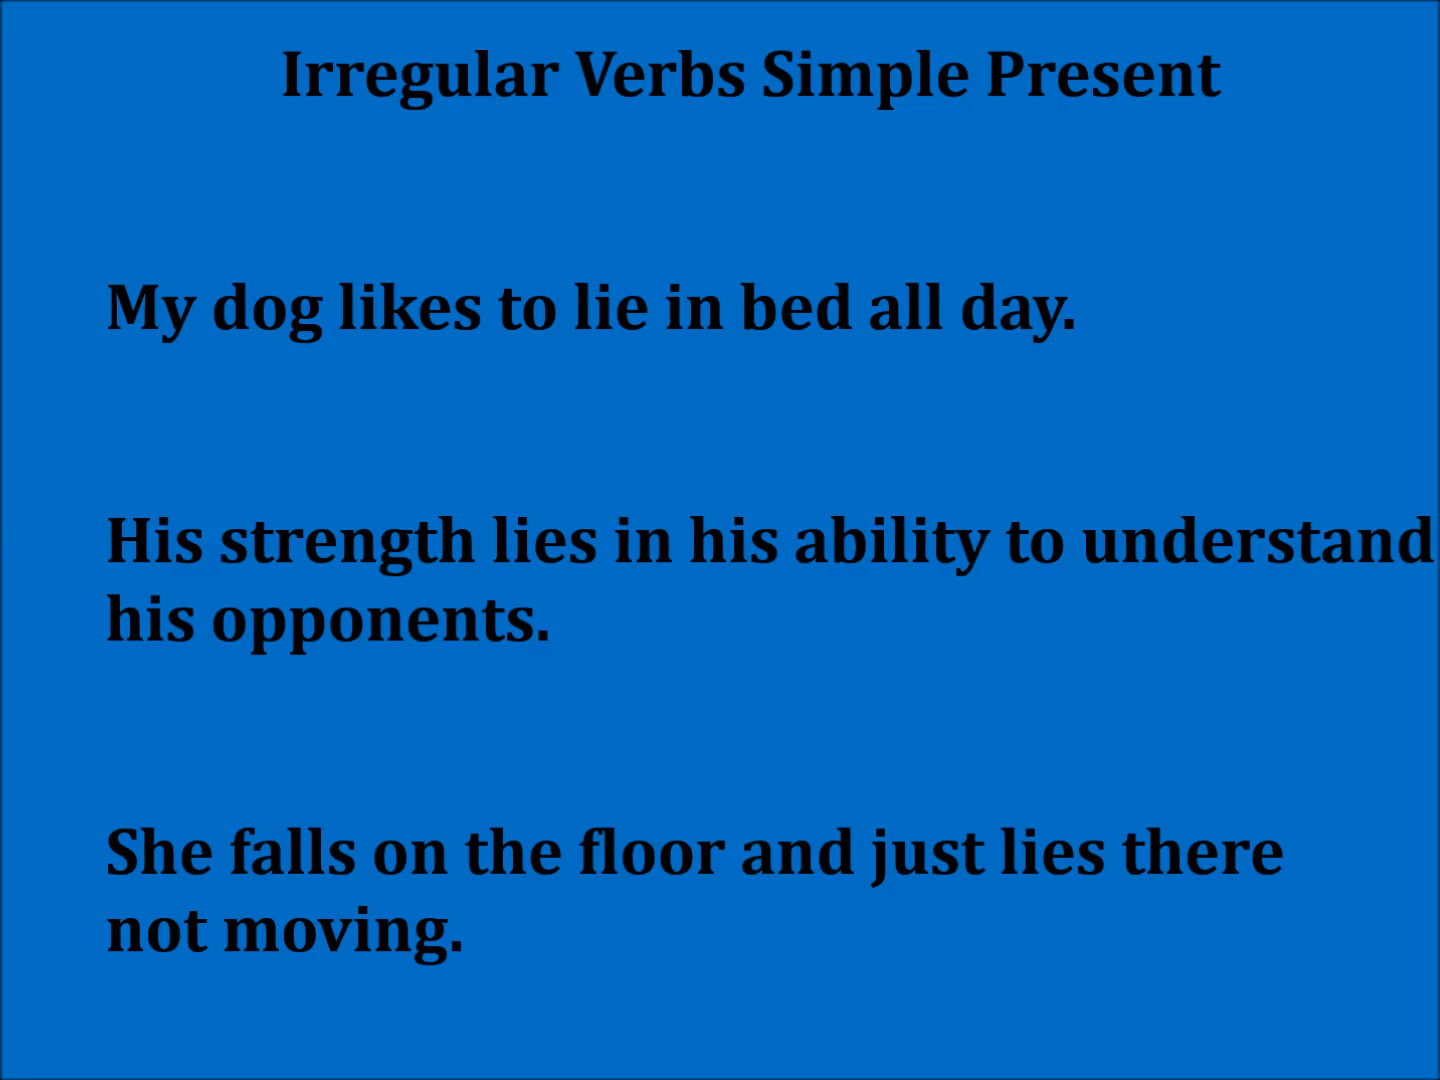 Irregular Verbs Simple Present
My dog likes to lie in bed all day.
His strength lies in his ability to understand
his opponents.
She falls on the floor and just lies there
not moving.